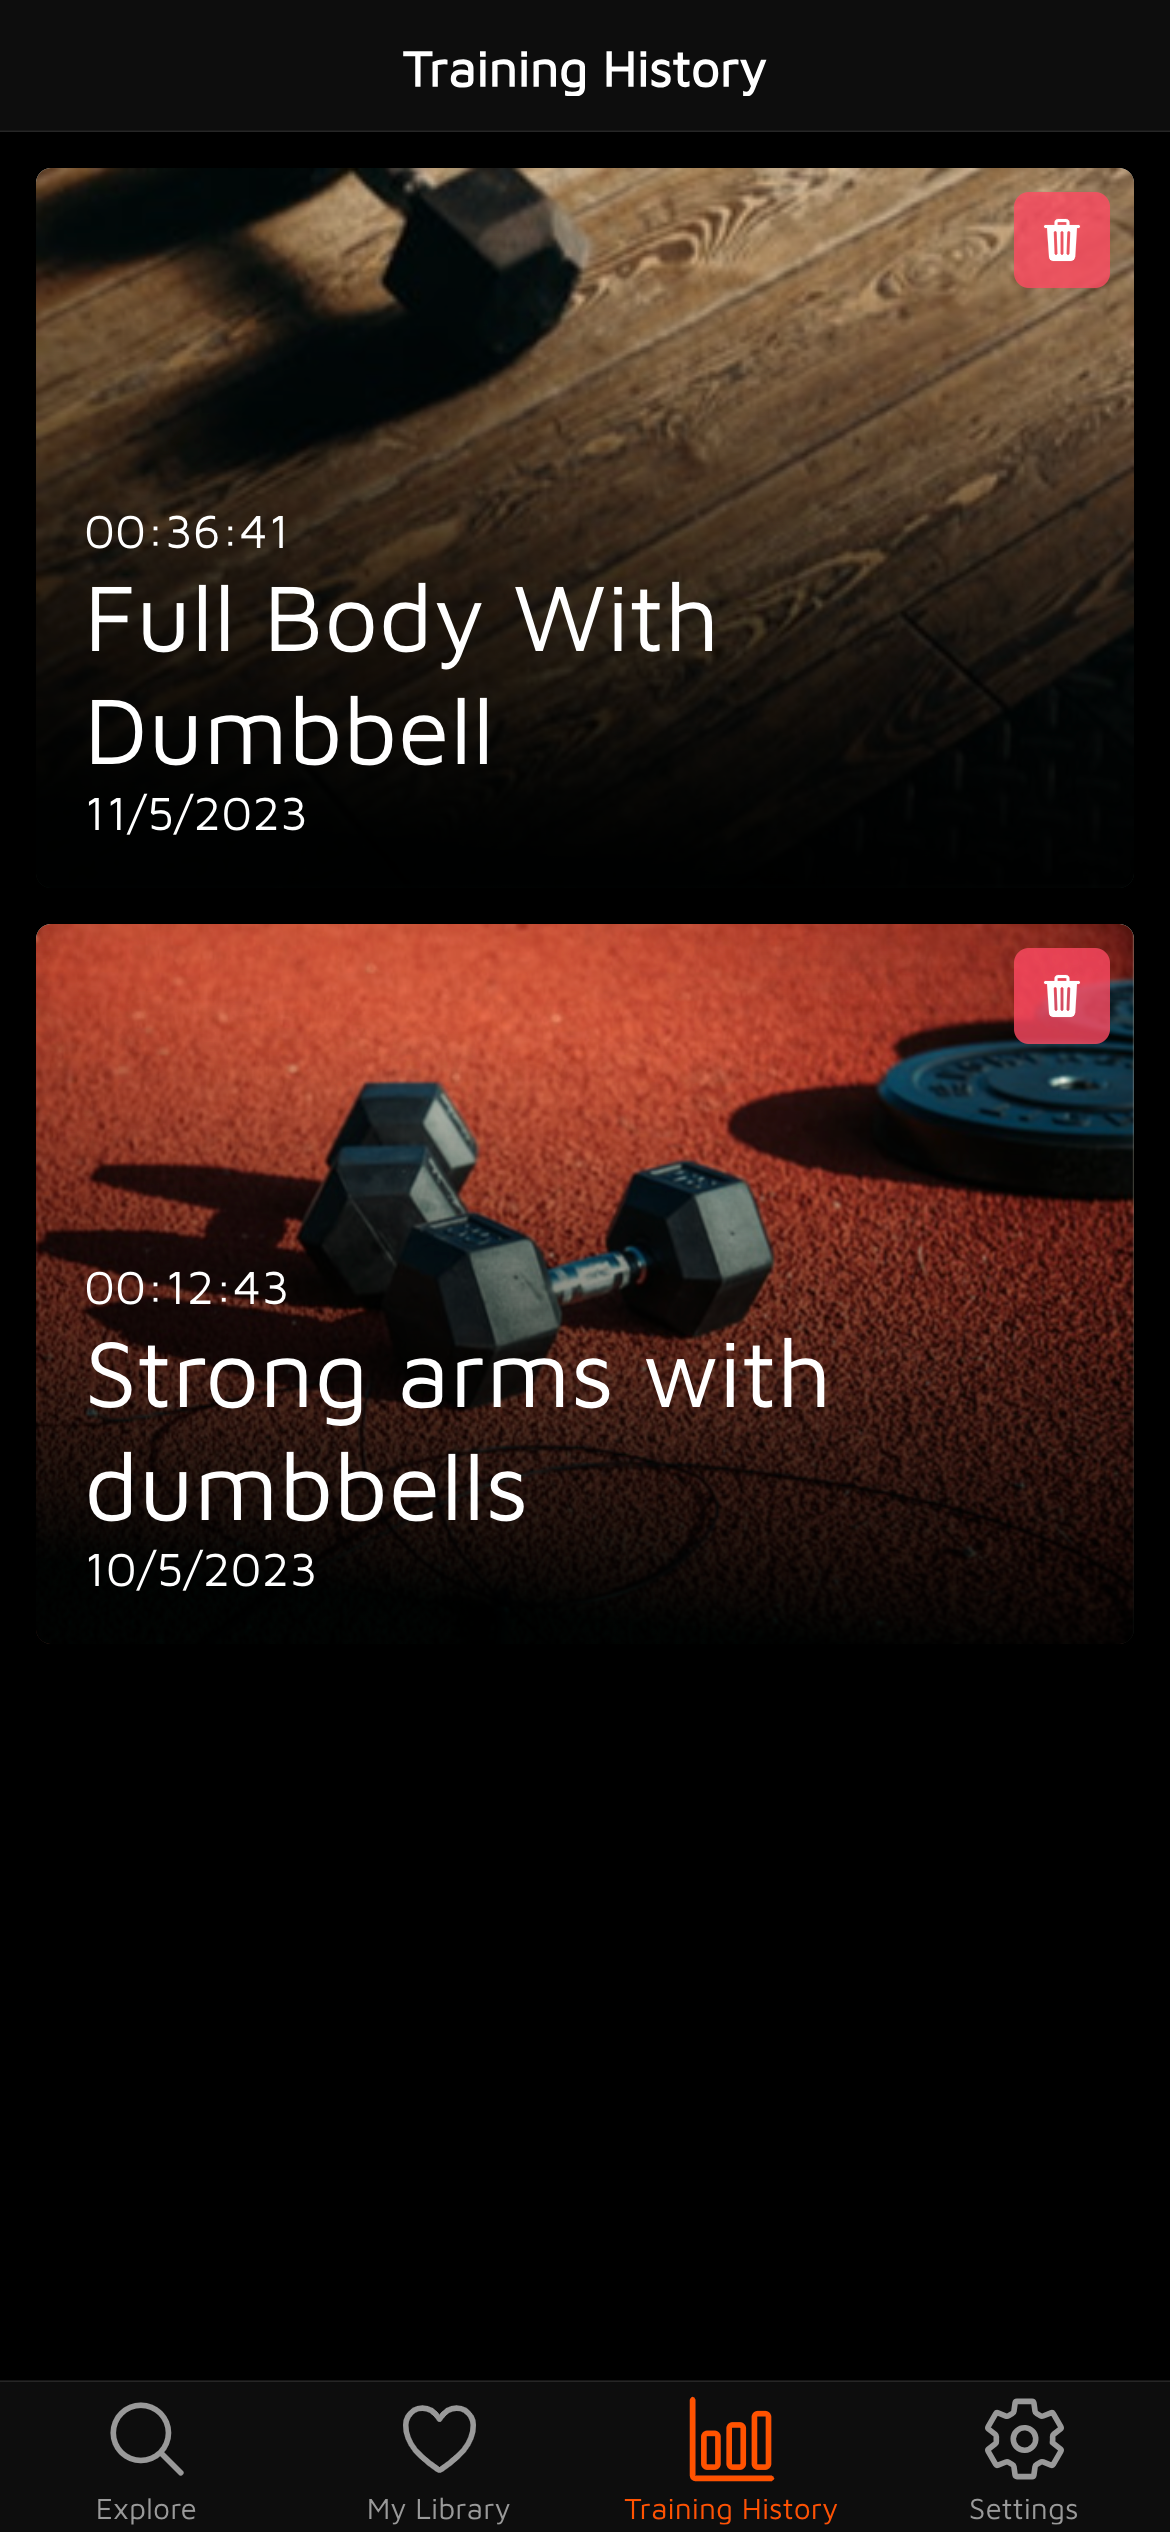 Training History
00:36:41
Full Body With
Dumbbell
11/5/2023
00:12:43
Strong arms with
dumbbells
10/5/2023
Explore
My Library
Training History
Settings